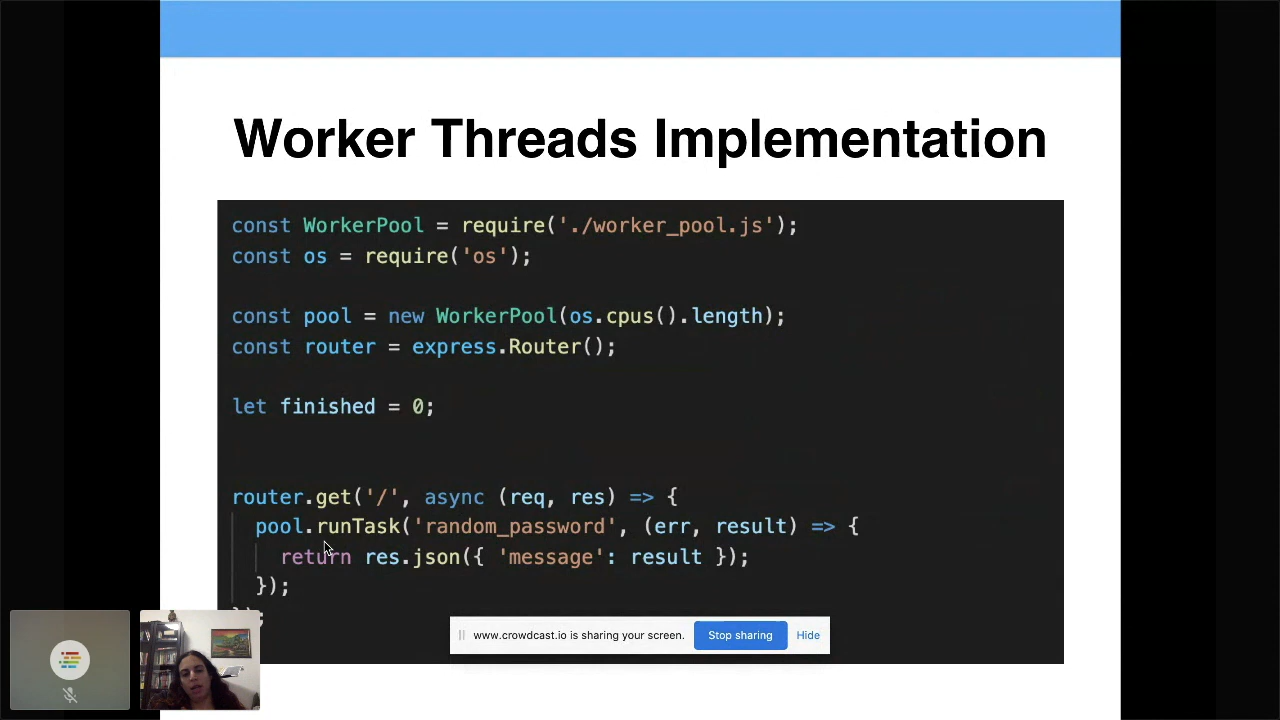 Worker Threads Implementation
const WorkerPool = require('./worker_pool.js');
const os = require('os');
const pool = new WorkerPool(os.cpus().length);
const router = express.Router();
let finished = 0;
router.get('/', async (req, res) => {
pool.runTask('random_password', (err, result) => {
return res.json({ 'message': result });
});
});
www.crowdcast.io is sharing your screen. Stop sharing Hide